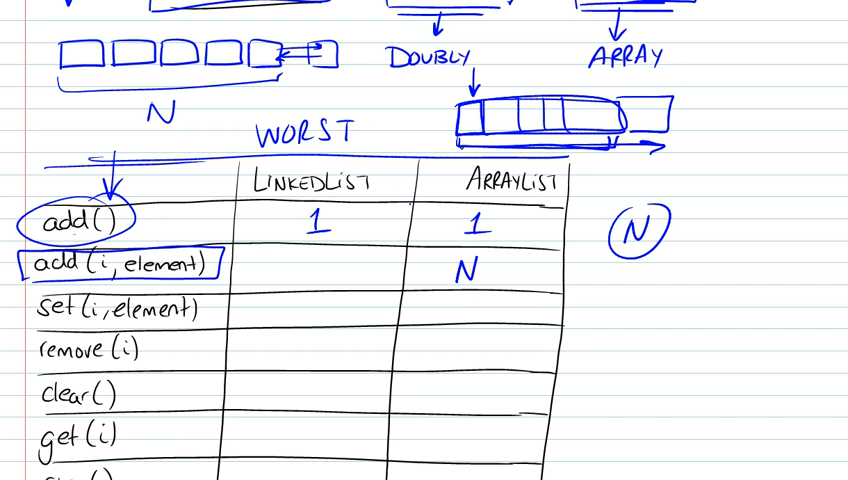 DOUBLY ARRAY
N
WORST
LINKEDLIST ARRAYLIST
add() 1 1 N
add(i, element) N
set(i, element)
remove(i)
clear()
get(i)